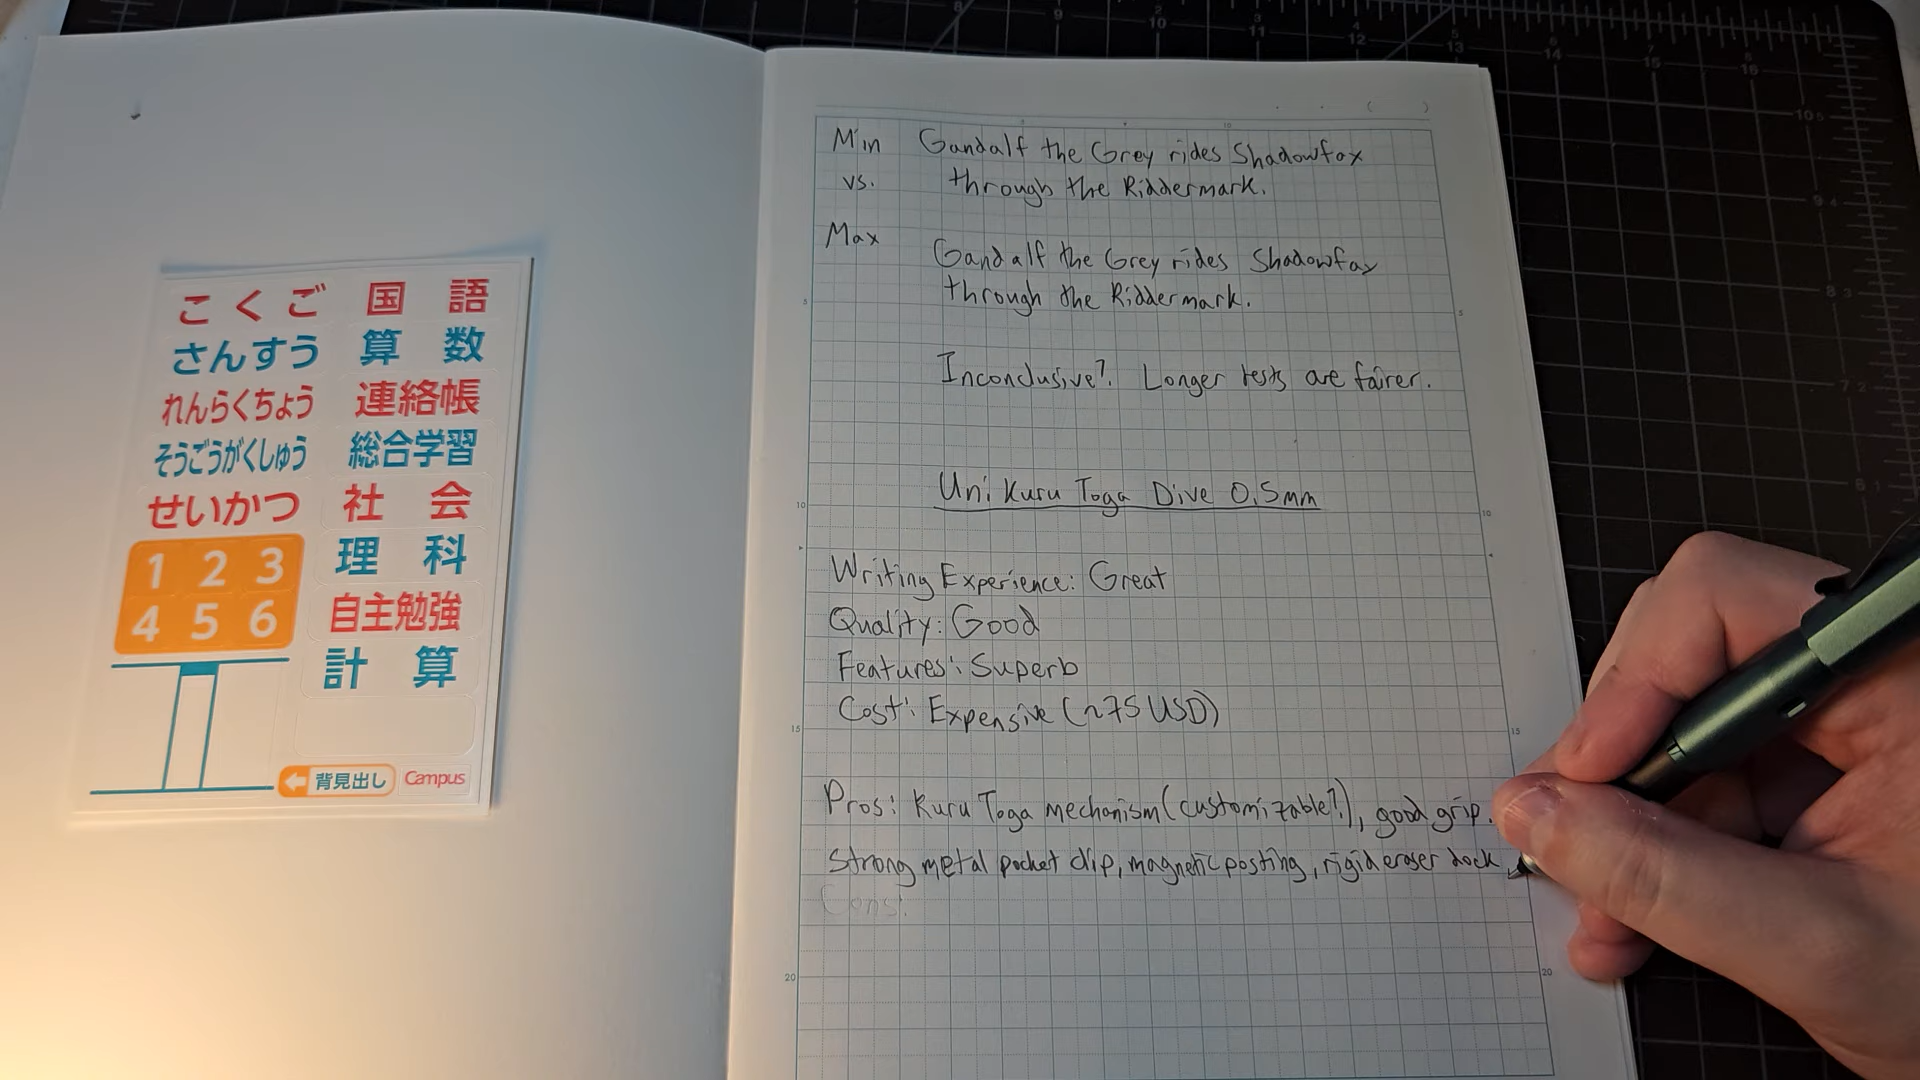 こくご 国語
さんすう 算数
れんらくちょう 連絡帳
そうごうがくしゅう 総合学習
せいかつ 社会
1 2 3 理科
4 5 6 自主勉強
計算
背見出し Campus
Min Gandalf the Grey rides Shadowfax
vs. through the Riddermark.
Max Gandalf the Grey rides Shadowfax
through the Riddermark.
Inconclusive?. Longer tests are fairer.
Uni Kuru Toga Dive 0.5mm
Writing Experience: Great
Quality: Good
Features: Superb
Cost: Expensive (~75 USD)
Pros: Kuru Toga mechanism (customizable?), good grip,
Strong metal pocket clip, magnetic posting, rigid eraser dock,
Cons: